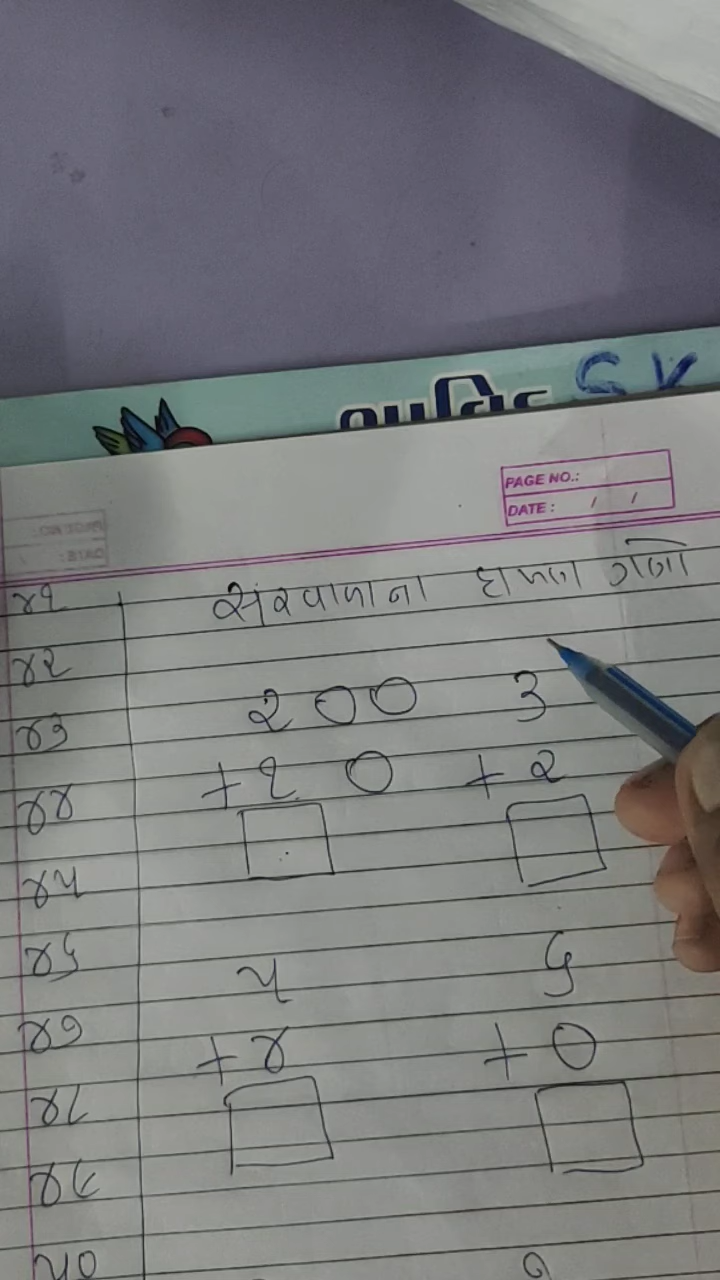 SK
PAGE NO.:
DATE : / /
૪૧ સરવાળાના દાખલા ગણો
૪૨
૪૩ ૨૦૦ ૩
૪૪ +૨ ૦ + ૨
૪૫
૪૬ ૫ ૬
૪૭ + ૪ + ૦
૪૮
૪૯
૫૦